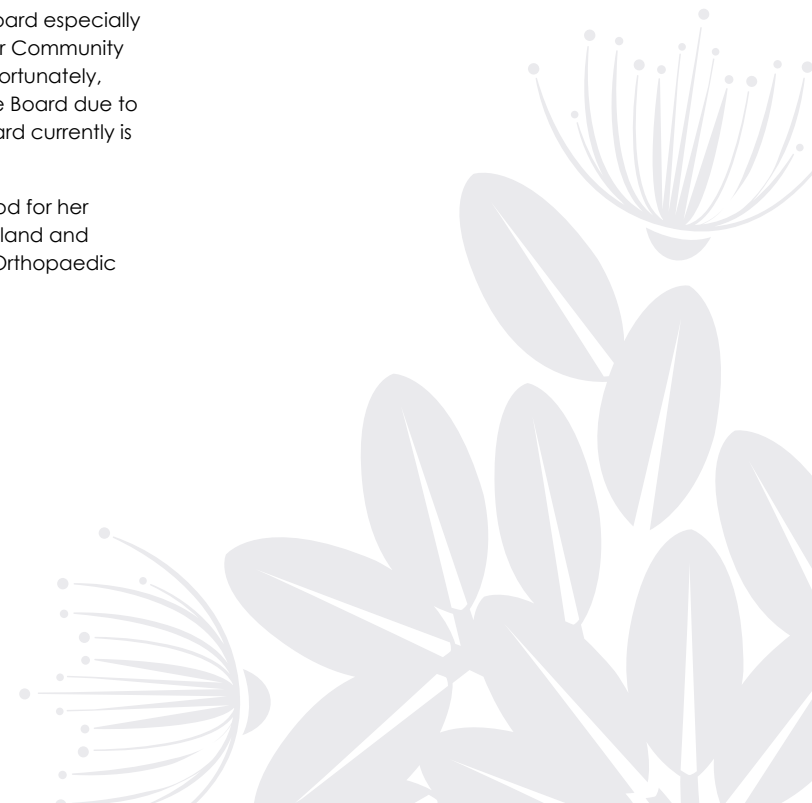 oard especially
r Community
ortunately,
e Board due to
ard currently is
od for her
land and
Orthopaedic